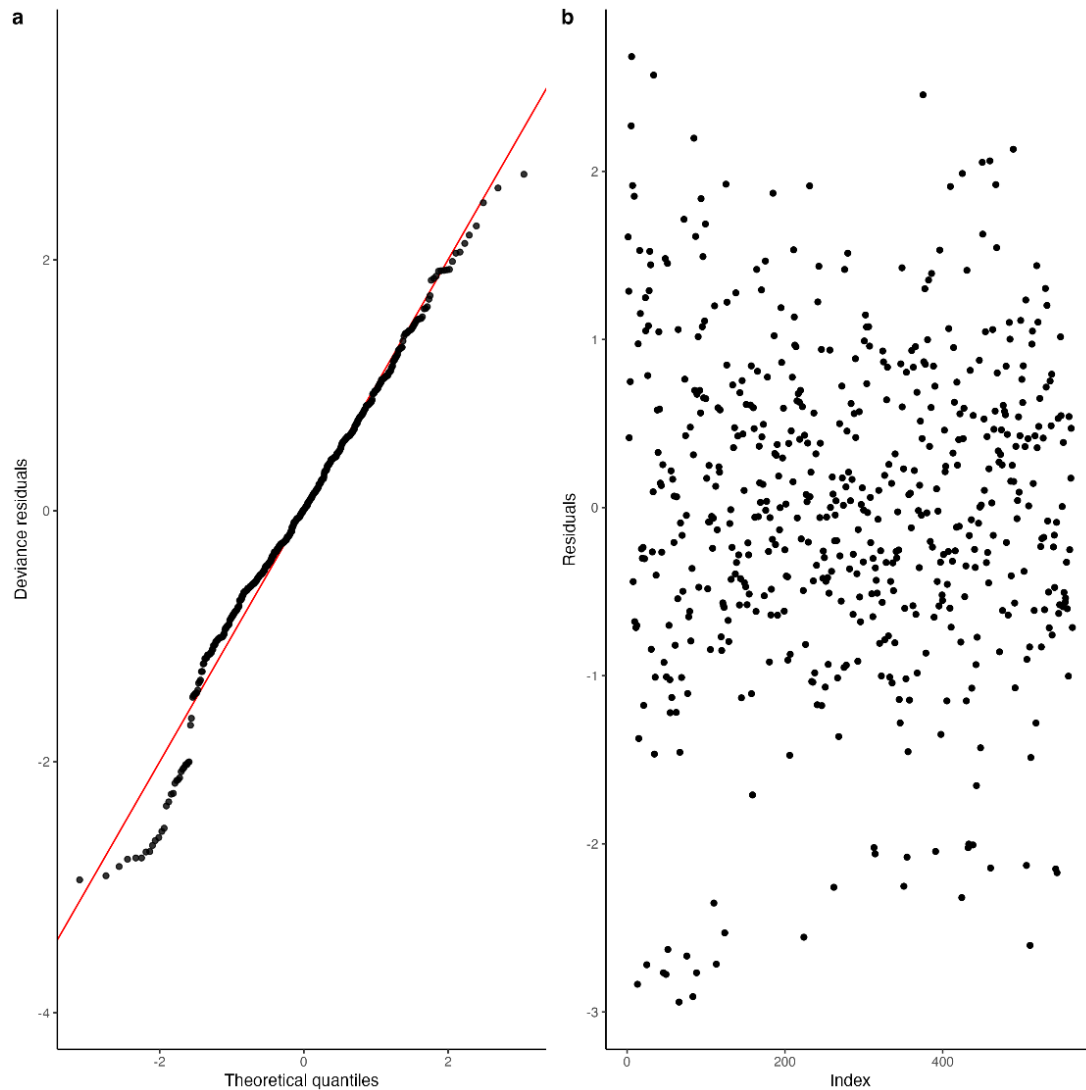 a
Deviance residuals
2
0
-2
-4
-2
0
2
Theoretical quantiles
b
Residuals
2
1
0
-1
-2
-3
0
200
400
Index